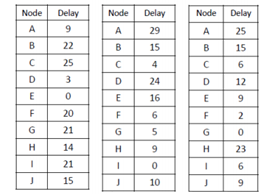 Node Delay
A 9
B 22
C 25
D 3
E 0
F 20
G 21
H 14
I 21
J 15
Node Delay
A 29
B 15
C 4
D 24
E 16
F 6
G 5
H 9
I 0
J 10
Node Delay
A 25
B 15
C 6
D 12
E 9
F 2
G 0
H 23
I 6
J 9